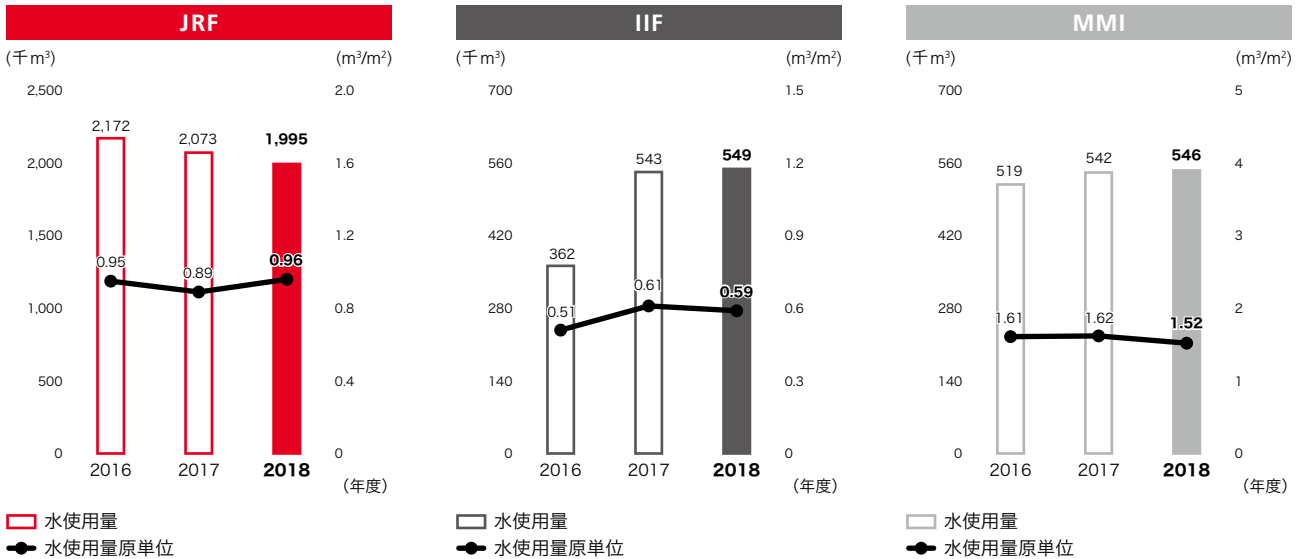 JRF
(千m³) (m³/m²)
2,500 2.0
2,172
2,073
1,995
2,000 1.6
1,500 1.2
0.95
0.89
0.96
1,000 0.8
500 0.4
0 0
2016 2017 2018
(年度)
水使用量
水使用量原単位
IIF
(千m³) (m³/m²)
700 1.5
543
549
560 1.2
420 0.9
362
0.61
0.59
0.51
280 0.6
140 0.3
0 0
2016 2017 2018
(年度)
水使用量
水使用量原単位
MMI
(千m³) (m³/m²)
700 5
519
542
546
560 4
420 3
280 2
1.61
1.62
1.52
140 1
0 0
2016 2017 2018
(年度)
水使用量
水使用量原単位